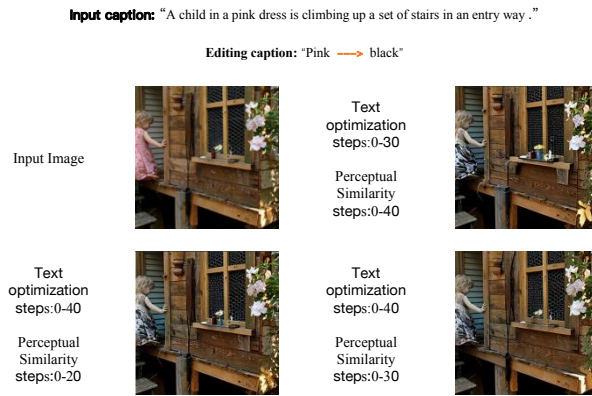 Input caption: “A child in a pink dress is climbing up a set of stairs in an entry way .”
Editing caption: “Pink ----> black”
Input Image
Text
optimization
steps:0-30
Perceptual
Similarity
steps:0-40
Text
optimization
steps:0-40
Perceptual
Similarity
steps:0-20
Text
optimization
steps:0-40
Perceptual
Similarity
steps:0-30